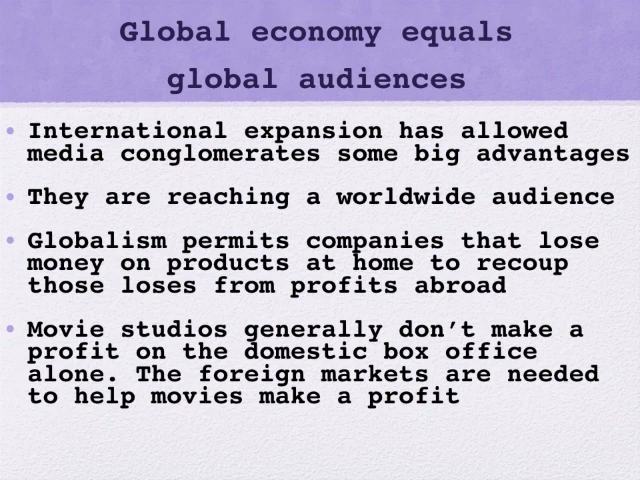 Global economy equals
global audiences
• International expansion has allowed
media conglomerates some big advantages
• They are reaching a worldwide audience
• Globalism permits companies that lose
money on products at home to recoup
those loses from profits abroad
• Movie studios generally don’t make a
profit on the domestic box office
alone. The foreign markets are needed
to help movies make a profit